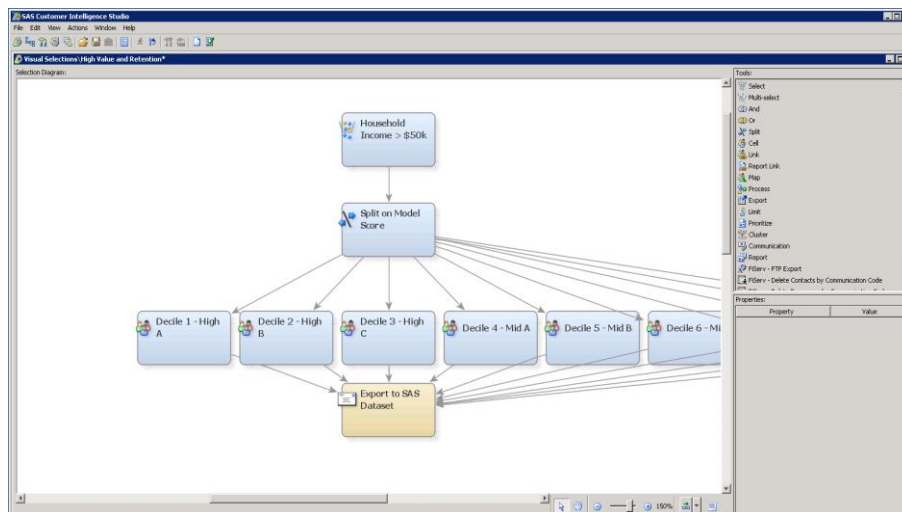 SAS Customer Intelligence Studio
File Edit View Actions Window Help
Visual Selections\High Value and Retention*
Selection Diagram:
Household
Income > $50k
Split on Model
Score
Decile 1 - High
A
Decile 2 - High
B
Decile 3 - High
C
Decile 4 - Mid A
Decile 5 - Mid B
Decile 6 - Mi
Export to SAS
Dataset
150%
Tools:
Select
Multi-select
And
Or
Split
Cell
Link
Report Link
Map
Process
Export
Limit
Prioritize
Cluster
Communication
Report
FiServ - FTP Export
FiServ - Delete Contacts by Communication Code
Properties:
Property Value